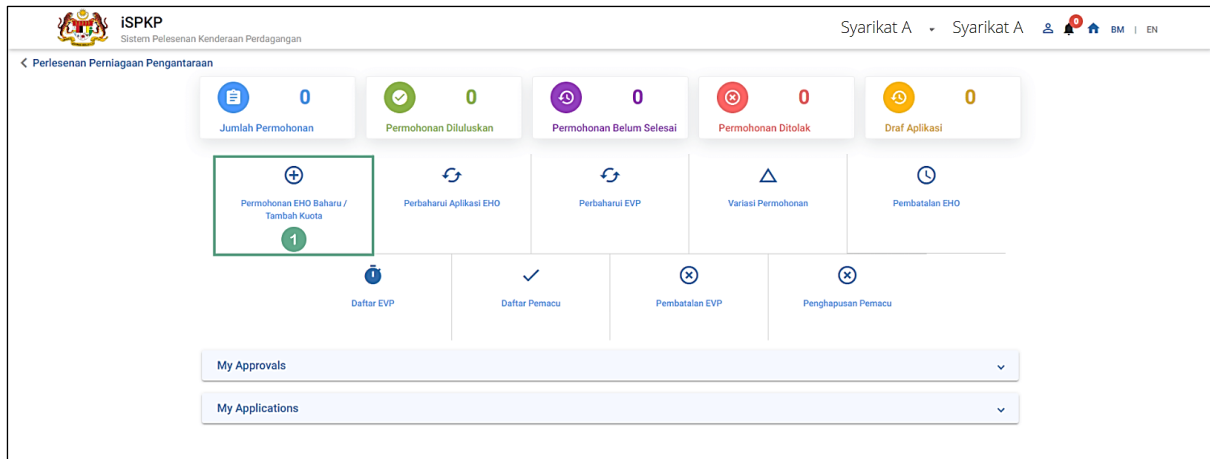 iSPKP
Sistem Pelesenan Kenderaan Perdagangan
Syarikat A
Syarikat A
0
BM | EN
Perlesenan Perniagaan Pengantaraan
0
Jumlah Permohonan
0
Permohonan Diluluskan
0
Permohonan Belum Selesai
0
Permohonan Ditolak
0
Draf Aplikasi
Permohonan EHO Baharu /
Tambah Kuota
1
Perbaharui Aplikasi EHO
Perbaharui EVP
Variasi Permohonan
Pembatalan EHO
Daftar EVP
Daftar Pemacu
Pembatalan EVP
Penghapusan Pemacu
My Approvals
My Applications